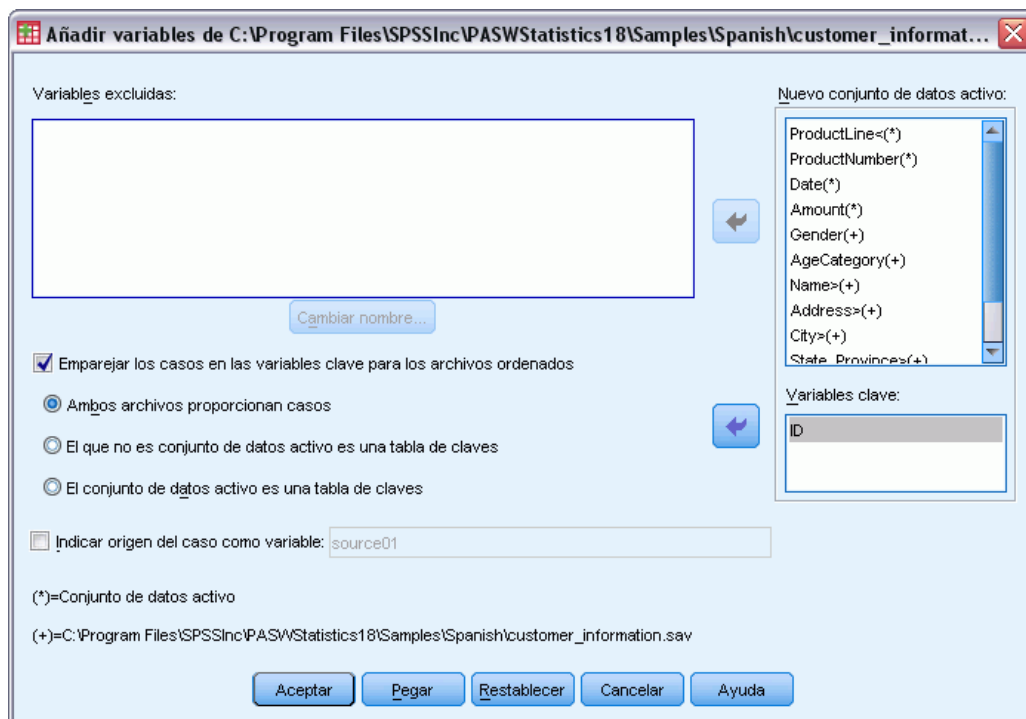 Añadir variables de C:\Program Files\SPSSInc\PASWStatistics18\Samples\Spanish\customer_informat...
Variables excluidas:
Nuevo conjunto de datos activo:
ProductLine<(*)
ProductNumber(*)
Date(*)
Amount(*)
Gender(+)
AgeCategory(+)
Name>(+)
Address>(+)
City>(+)
State_Province>(+)
Cambiar nombre...
Emparejar los casos en las variables clave para los archivos ordenados
Ambos archivos proporcionan casos
El que no es conjunto de datos activo es una tabla de claves
El conjunto de datos activo es una tabla de claves
Variables clave:
ID
Indicar origen del caso como variable: source01
(*)=Conjunto de datos activo
(+)=C:\Program Files\SPSSInc\PASWStatistics18\Samples\Spanish\customer_information.sav
Aceptar
Pegar
Restablecer
Cancelar
Ayuda